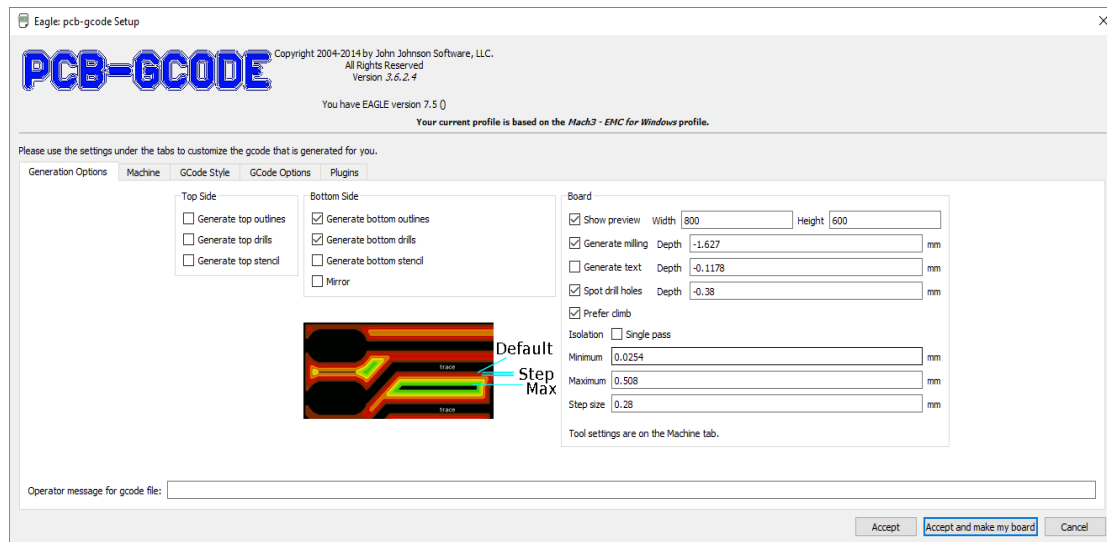 Eagle: pcb-gcode Setup
PCB-GCODE
Copyright 2004-2014 by John Johnson Software, LLC.
All Rights Reserved
Version 3.6.2.4
You have EAGLE version 7.5 ()
Your current profile is based on the Mach3 - EMC for Windows profile.
Please use the settings under the tabs to customize the gcode that is generated for you.
Generation Options Machine GCode Style GCode Options Plugins
Top Side
Generate top outlines
Generate top drills
Generate top stencil
Bottom Side
Generate bottom outlines
Generate bottom drills
Generate bottom stencil
Mirror
trace
trace
Default
Step
Max
Board
Show preview Width 800 Height 600
Generate milling Depth -1.627 mm
Generate text Depth -0.1178 mm
Spot drill holes Depth -0.38 mm
Prefer climb
Isolation Single pass
Minimum 0.0254 mm
Maximum 0.508 mm
Step size 0.28 mm
Tool settings are on the Machine tab.
Operator message for gcode file:
Accept Accept and make my board Cancel